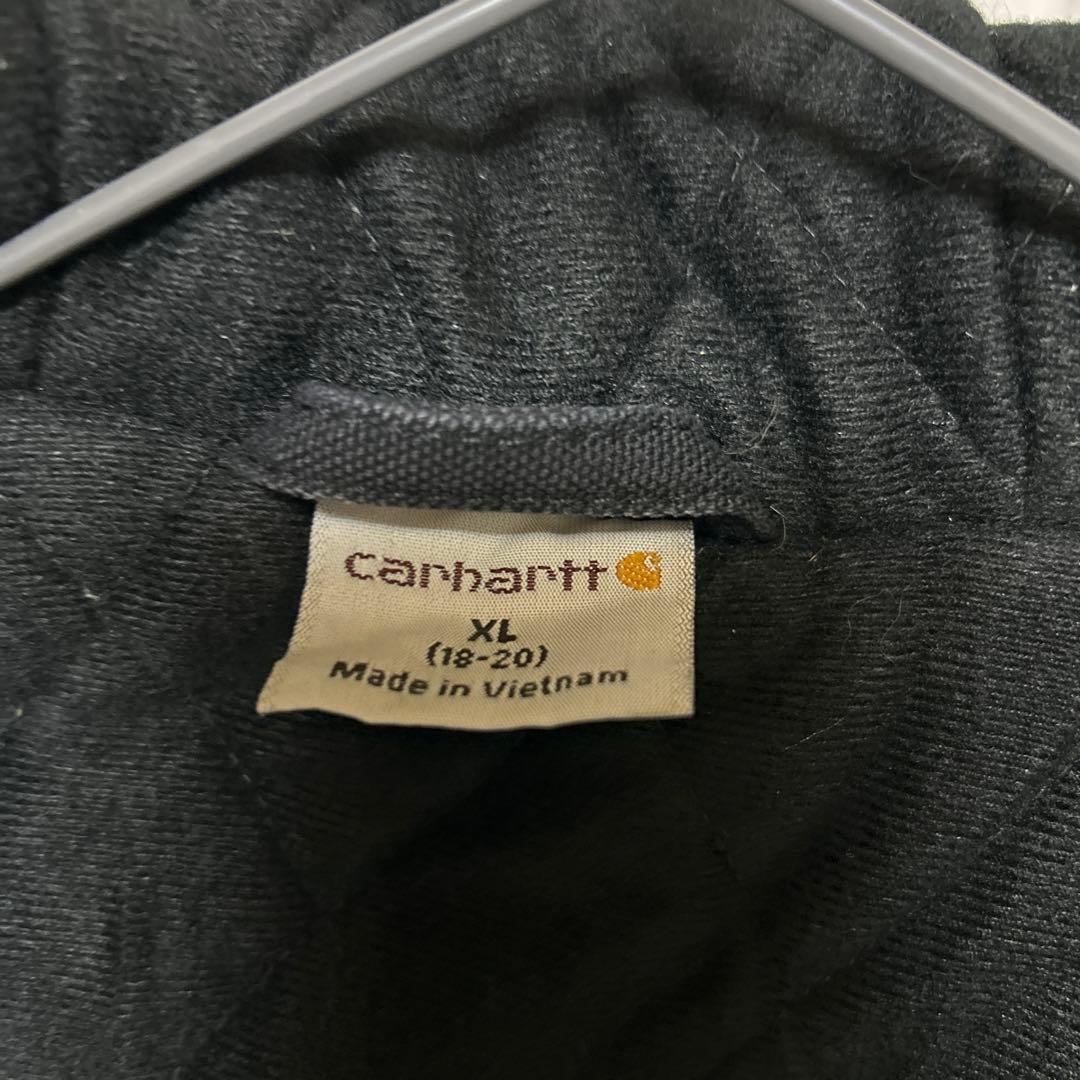 carhartt
XL
(18-20)
Made in Vietnam